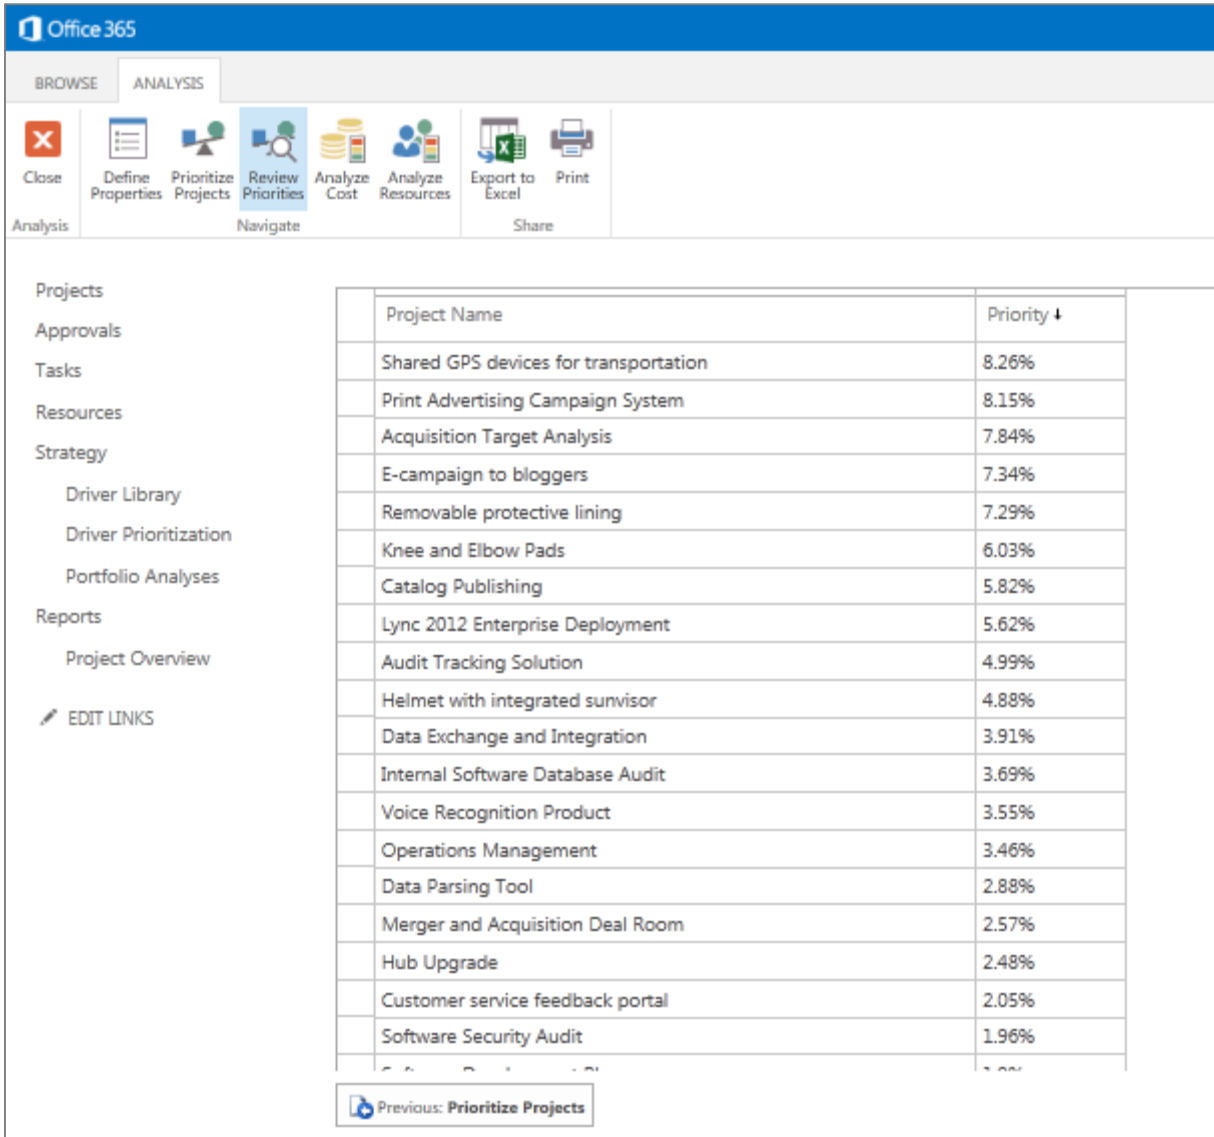 Office 365
BROWSE ANALYSIS
Close Define Properties Prioritize Projects Review Priorities Analyze Cost Analyze Resources Export to Excel Print
Analysis Navigate Share
Projects
Approvals
Tasks
Resources
Strategy
Driver Library
Driver Prioritization
Portfolio Analyses
Reports
Project Overview
EDIT LINKS
Project Name Priority
Shared GPS devices for transportation 8.26%
Print Advertising Campaign System 8.15%
Acquisition Target Analysis 7.84%
E-campaign to bloggers 7.34%
Removable protective lining 7.29%
Knee and Elbow Pads 6.03%
Catalog Publishing 5.82%
Lync 2012 Enterprise Deployment 5.62%
Audit Tracking Solution 4.99%
Helmet with integrated sunvisor 4.88%
Data Exchange and Integration 3.91%
Internal Software Database Audit 3.69%
Voice Recognition Product 3.55%
Operations Management 3.46%
Data Parsing Tool 2.88%
Merger and Acquisition Deal Room 2.57%
Hub Upgrade 2.48%
Customer service feedback portal 2.05%
Software Security Audit 1.96%
Previous: Prioritize Projects